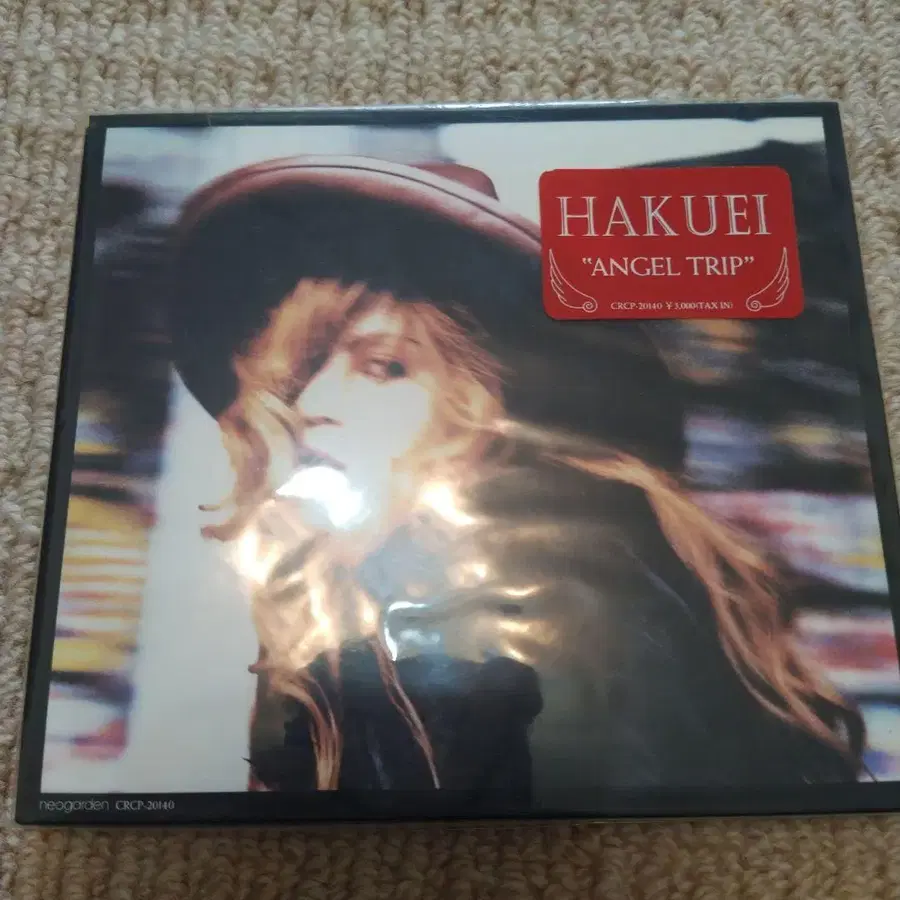 HAKUEI
"ANGEL TRIP"
CRCP-20140 ¥3,000(TAX IN)
neogarden CRCP-20140